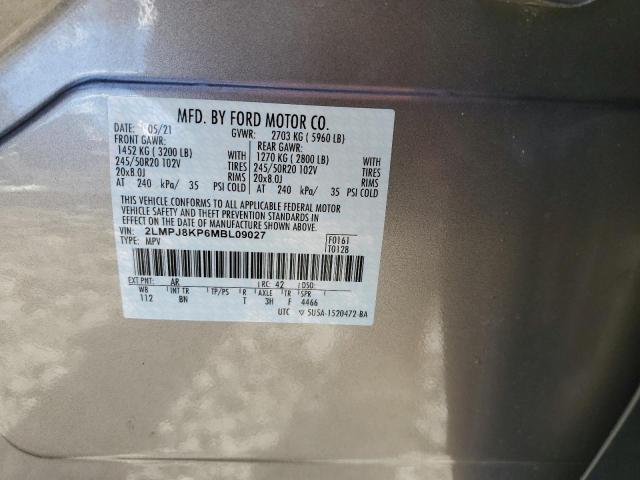 MFD. BY FORD MOTOR CO.
DATE: 05/21 GVWR: 2703 KG ( 5960 LB)
FRONT GAWR: REAR GAWR:
1452 KG ( 3200 LB) WITH 1270 KG ( 2800 LB) WITH
245/50R20 102V TIRES 245/50R20 102V TIRES
20x8.0J RIMS 20x8.0J RIMS
AT 240 kPa/ 35 PSI COLD AT 240 kPa/ 35 PSI COLD
THIS VEHICLE CONFORMS TO ALL APPLICABLE FEDERAL MOTOR
VEHICLE SAFETY AND THEFT PREVENTION STANDARDS IN
EFFECT ON THE DATE OF MANUFACTURE SHOWN ABOVE.
VIN: 2LMPJ8KP6MBL09027 F0161
TYPE: MPV T0128
EXT PNT: AR RC: 42 DSO:
WB INT TR TP/PS R AXLE TR SPR
112 BN T 3H F 4466
UTC 5U5A-1520472-BA